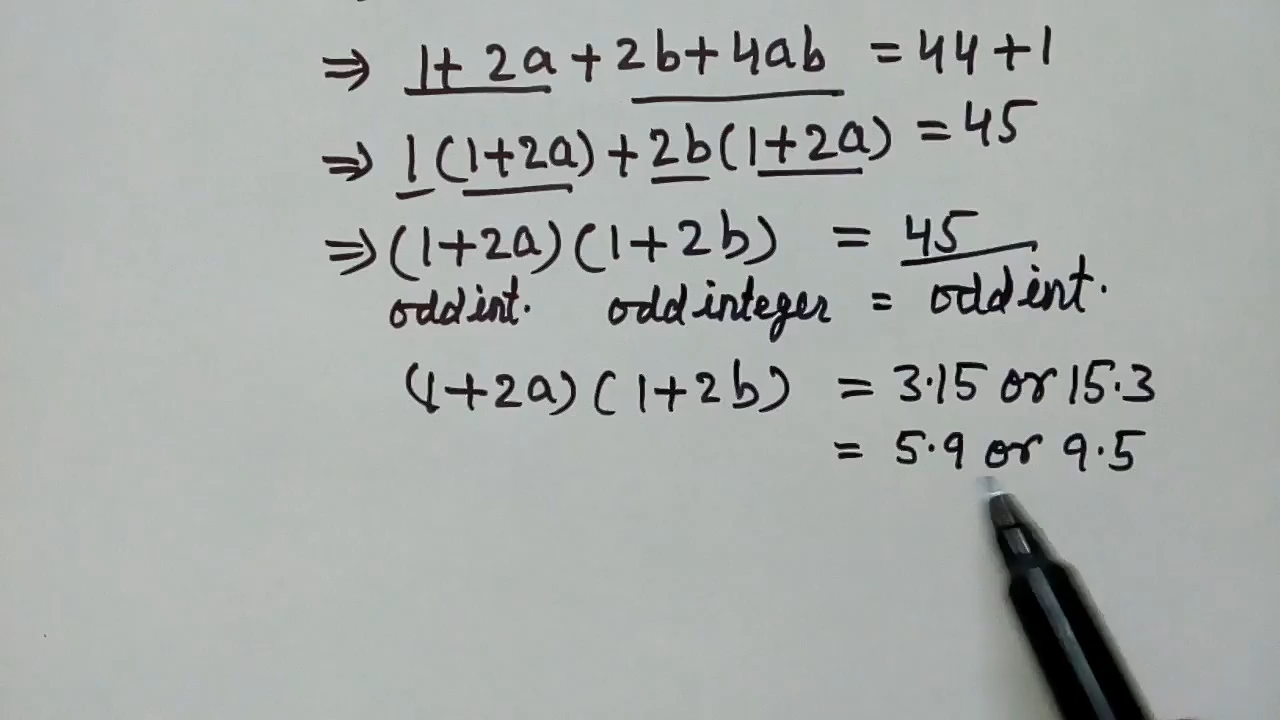 ⇒ 1+2a+2b+4ab = 44+1
⇒ 1(1+2a)+2b(1+2a) = 45
⇒ (1+2a)(1+2b) = 45
odd int. odd integer = odd int.
(1+2a)(1+2b) = 3·15 or 15·3
= 5·9 or 9·5